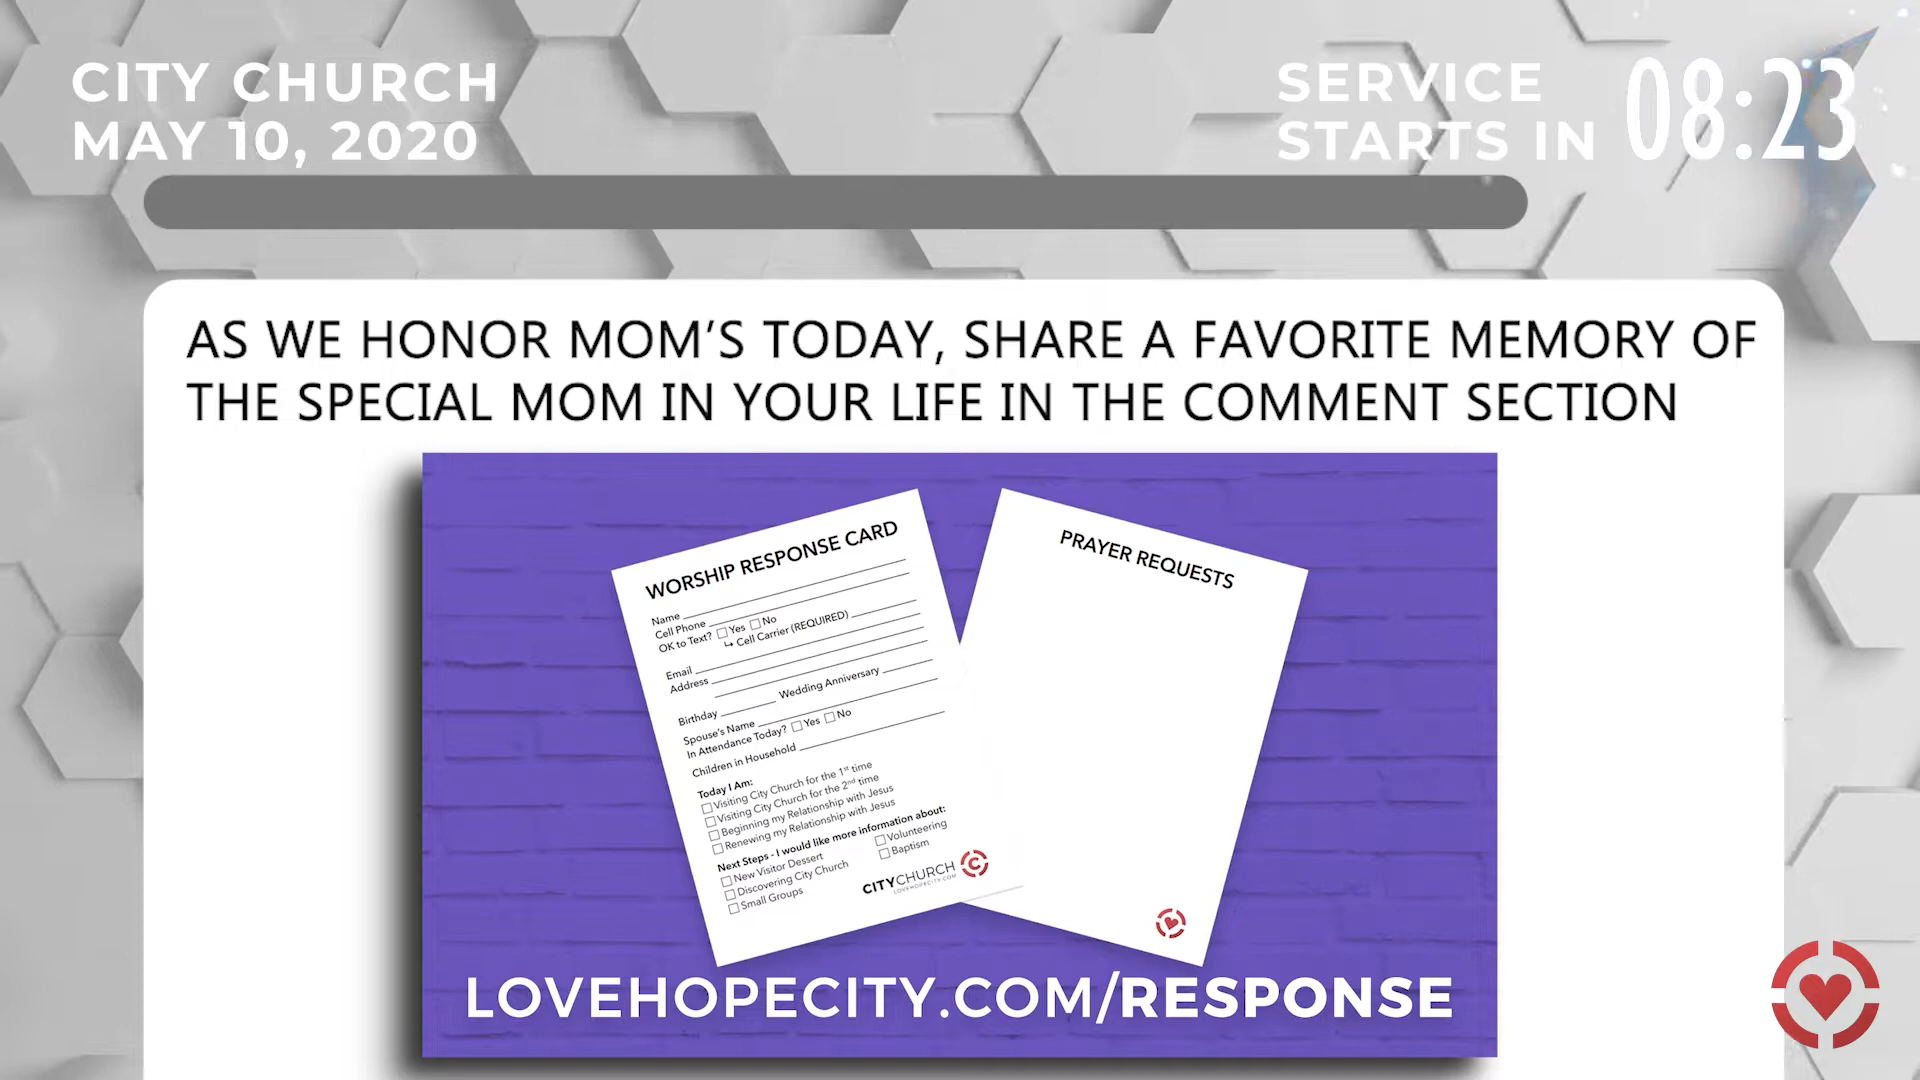 CITY CHURCH
MAY 10, 2020
SERVICE
STARTS IN
08:23
AS WE HONOR MOM’S TODAY, SHARE A FAVORITE MEMORY OF
THE SPECIAL MOM IN YOUR LIFE IN THE COMMENT SECTION
WORSHIP RESPONSE CARD
Name
Cell Phone
OK to Text? Yes No
Cell Carrier (REQUIRED)
Email
Address
Birthday Wedding Anniversary
Spouse's Name
In Attendance Today? Yes No
Children in Household
Today I Am:
Visiting City Church for the 1st time
Visiting City Church for the 2nd time
Beginning my Relationship with Jesus
Renewing my Relationship with Jesus
Next Steps - I would like more information about:
New Visitor Dessert
Discovering City Church
Small Groups
Volunteering
Baptism
CITYCHURCH
LOVEHOPECITY.COM
C
PRAYER REQUESTS
LOVEHOPECITY.COM/RESPONSE